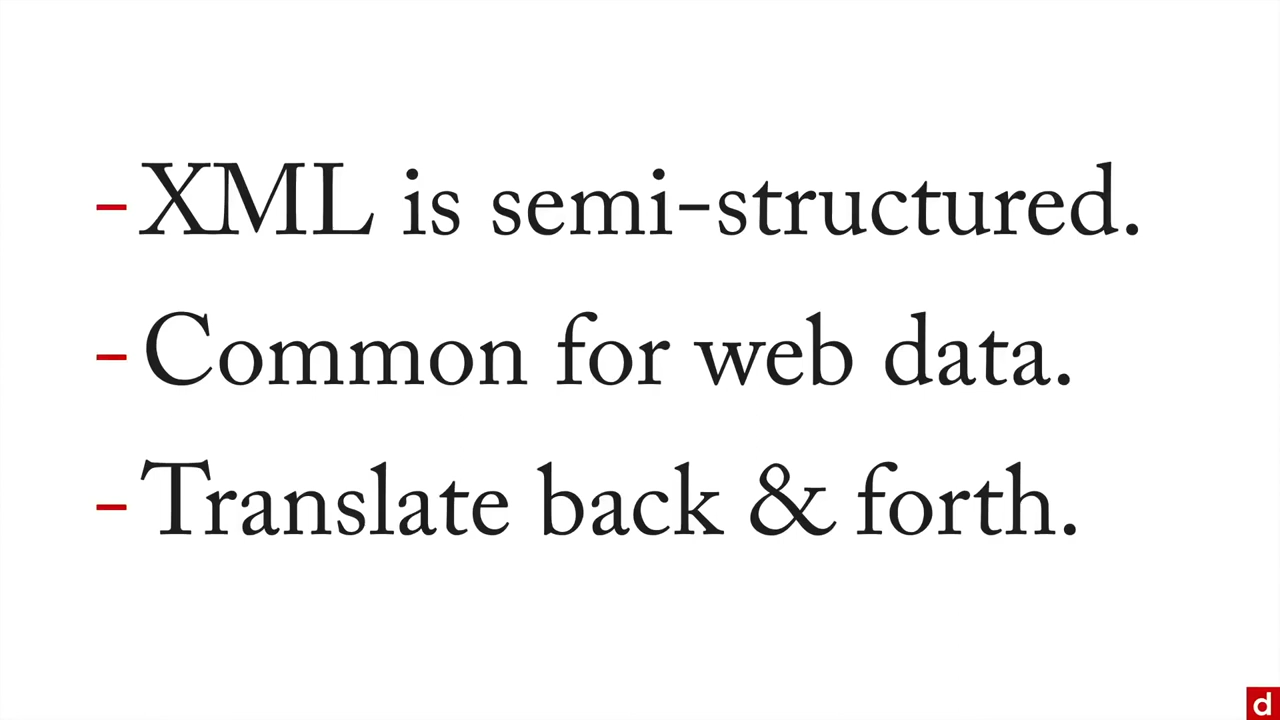 - XML is semi-structured.
- Common for web data.
- Translate back & forth.
d